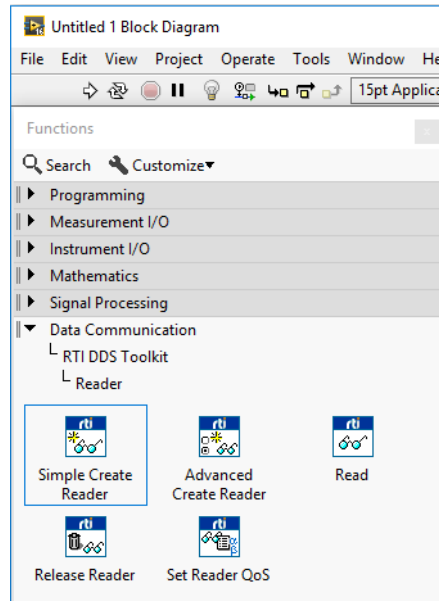 Untitled 1 Block Diagram
File Edit View Project Operate Tools Window He
15pt Applica
Functions
Search Customize
Programming
Measurement I/O
Instrument I/O
Mathematics
Signal Processing
Data Communication
RTI DDS Toolkit
Reader
rti rti rti
Simple Create Reader
Advanced Create Reader
Read
rti rti
Release Reader
Set Reader QoS